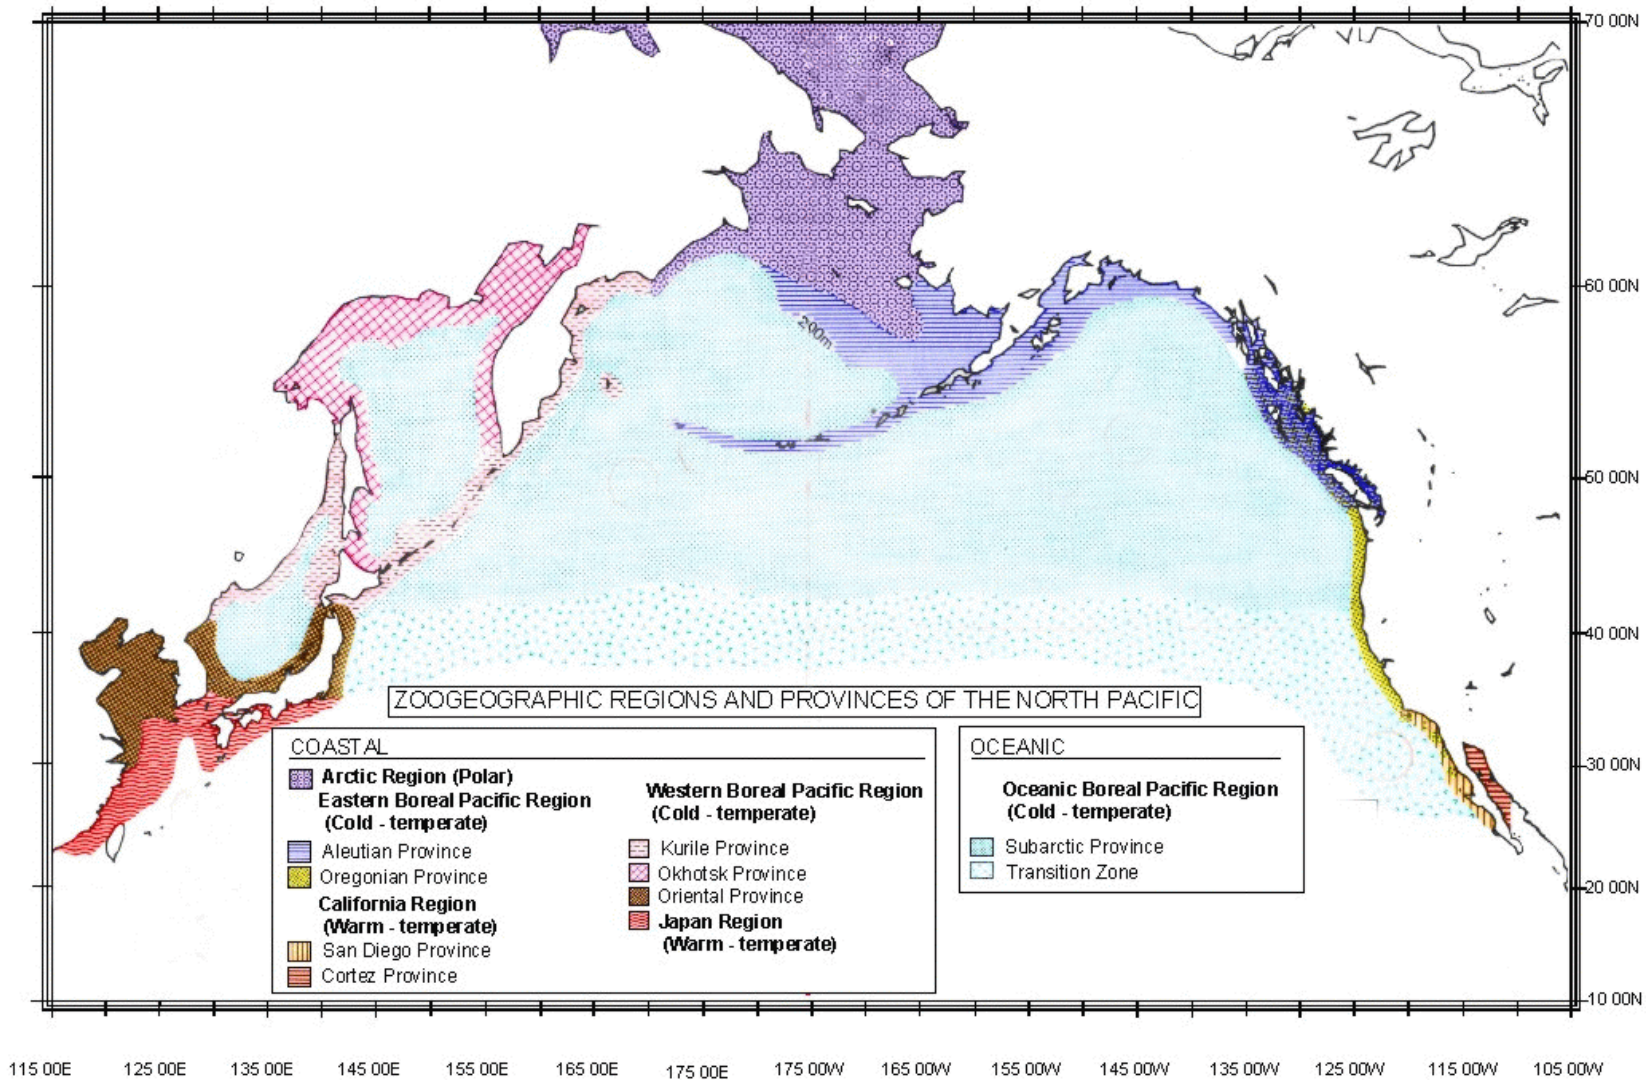 70 00N
60 00N
200m
50 00N
40 00N
ZOOGEOGRAPHIC REGIONS AND PROVINCES OF THE NORTH PACIFIC
COASTAL
Arctic Region (Polar)
Eastern Boreal Pacific Region
(Cold - temperate)
Aleutian Province
Oregonian Province
California Region
(Warm - temperate)
San Diego Province
Cortez Province
Western Boreal Pacific Region
(Cold - temperate)
Kurile Province
Okhotsk Province
Oriental Province
Japan Region
(Warm - temperate)
OCEANIC
Oceanic Boreal Pacific Region
(Cold - temperate)
Subarctic Province
Transition Zone
30 00N
20 00N
10 00N
115 00E 125 00E 135 00E 145 00E 155 00E 165 00E 175 00E 175 00W 165 00W 155 00W 145 00W 135 00W 125 00W 115 00W 105 00W